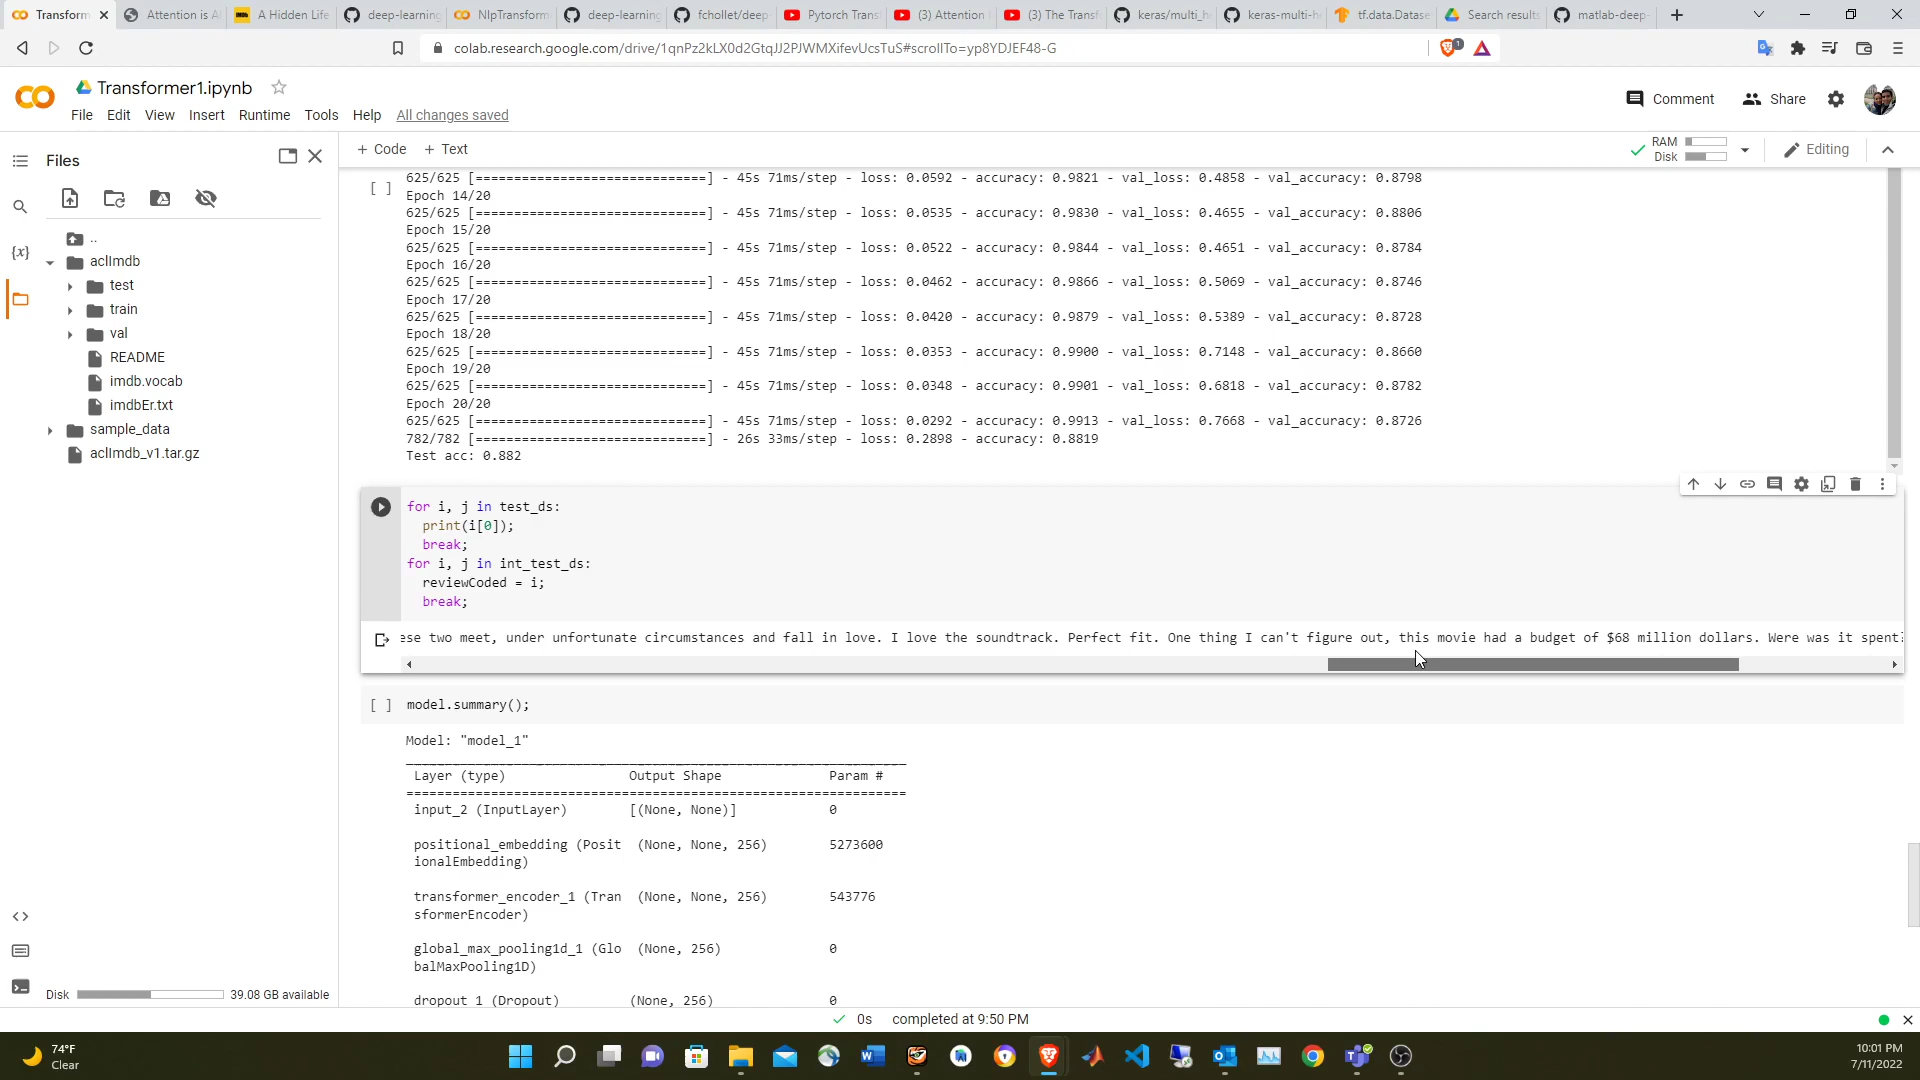 Transform
Attention is A
A Hidden Life
deep-learning
NlpTransform
deep-learning
fchollet/deep
Pytorch Trans
(3) Attention
(3) The Transf
keras/multi_h
keras-multi-h
tf.data.Datase
Search results
matlab-deep-
colab.research.google.com/drive/1qnPz2kLX0d2GtqJJ2PJWMXifevUcsTuS#scrollTo=yp8YDJEF48-G
Transformer1.ipynb
Comment
Share
File Edit View Insert Runtime Tools Help All changes saved
Files
+ Code + Text
RAM
Disk
Editing
..
aclImdb
test
train
val
README
imdb.vocab
imdbEr.txt
sample_data
aclImdb_v1.tar.gz
Disk 39.08 GB available
[ ]
625/625 [==============================] - 45s 71ms/step - loss: 0.0592 - accuracy: 0.9821 - val_loss: 0.4858 - val_accuracy: 0.8798
Epoch 14/20
625/625 [==============================] - 45s 71ms/step - loss: 0.0535 - accuracy: 0.9830 - val_loss: 0.4655 - val_accuracy: 0.8806
Epoch 15/20
625/625 [==============================] - 45s 71ms/step - loss: 0.0522 - accuracy: 0.9844 - val_loss: 0.4651 - val_accuracy: 0.8784
Epoch 16/20
625/625 [==============================] - 45s 71ms/step - loss: 0.0462 - accuracy: 0.9866 - val_loss: 0.5069 - val_accuracy: 0.8746
Epoch 17/20
625/625 [==============================] - 45s 71ms/step - loss: 0.0420 - accuracy: 0.9879 - val_loss: 0.5389 - val_accuracy: 0.8728
Epoch 18/20
625/625 [==============================] - 45s 71ms/step - loss: 0.0353 - accuracy: 0.9900 - val_loss: 0.7148 - val_accuracy: 0.8660
Epoch 19/20
625/625 [==============================] - 45s 71ms/step - loss: 0.0348 - accuracy: 0.9901 - val_loss: 0.6818 - val_accuracy: 0.8782
Epoch 20/20
625/625 [==============================] - 45s 71ms/step - loss: 0.0292 - accuracy: 0.9913 - val_loss: 0.7668 - val_accuracy: 0.8726
782/782 [==============================] - 26s 33ms/step - loss: 0.2898 - accuracy: 0.8819
Test acc: 0.882
for i, j in test_ds:
print(i[0]);
break;
for i, j in int_test_ds:
reviewCoded = i;
break;
ese two meet, under unfortunate circumstances and fall in love. I love the soundtrack. Perfect fit. One thing I can't figure out, this movie had a budget of $68 million dollars. Were was it spent?
[ ] model.summary();
Model: "model_1"
Layer (type) Output Shape Param #
=================================================================
input_2 (InputLayer) [(None, None)] 0
positional_embedding (Posit (None, None, 256) 5273600
ionalEmbedding)
transformer_encoder_1 (Tran (None, None, 256) 543776
sformerEncoder)
global_max_pooling1d_1 (Glo (None, 256) 0
balMaxPooling1D)
dropout_1 (Dropout) (None, 256) 0
0s completed at 9:50 PM
74°F
Clear
10:01 PM
7/11/2022